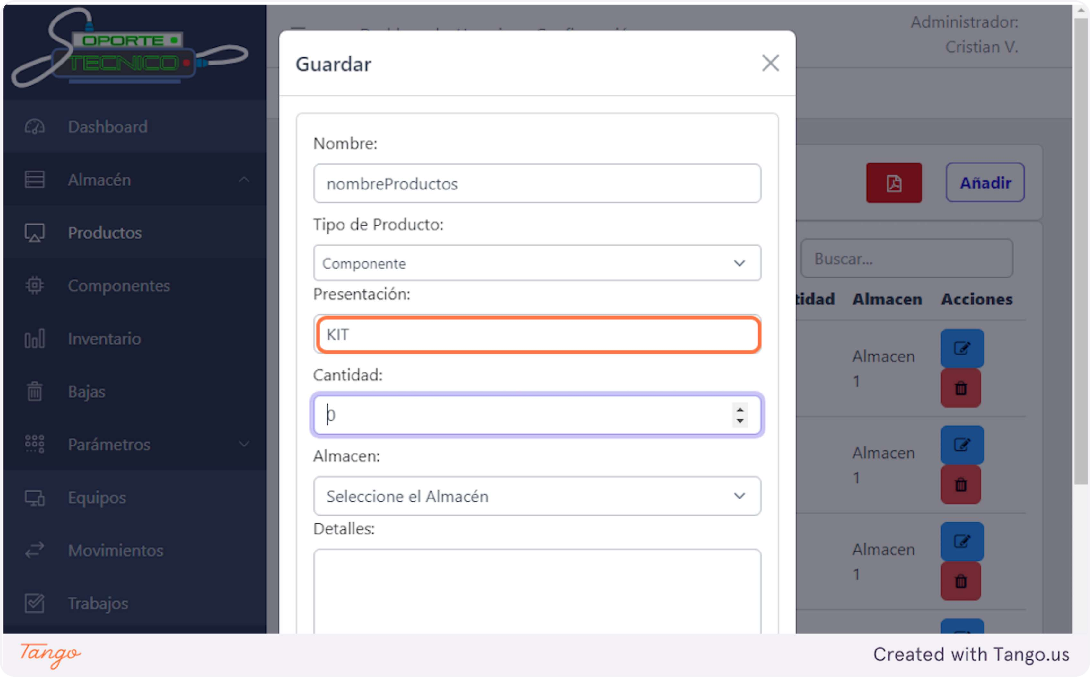 SOPORTE
TECNICO
Administrador:
Cristian V.
Dashboard
Almacén
Productos
Componentes
Inventario
Bajas
Parámetros
Equipos
Movimientos
Trabajos
Guardar
Nombre:
nombreProductos
Tipo de Producto:
Componente
Presentación:
KIT
Cantidad:
0
Almacen:
Seleccione el Almacén
Detalles:
Añadir
Buscar...
tidad Almacen Acciones
Almacen
1
Almacen
1
Almacen
1
Tango
Created with Tango.us